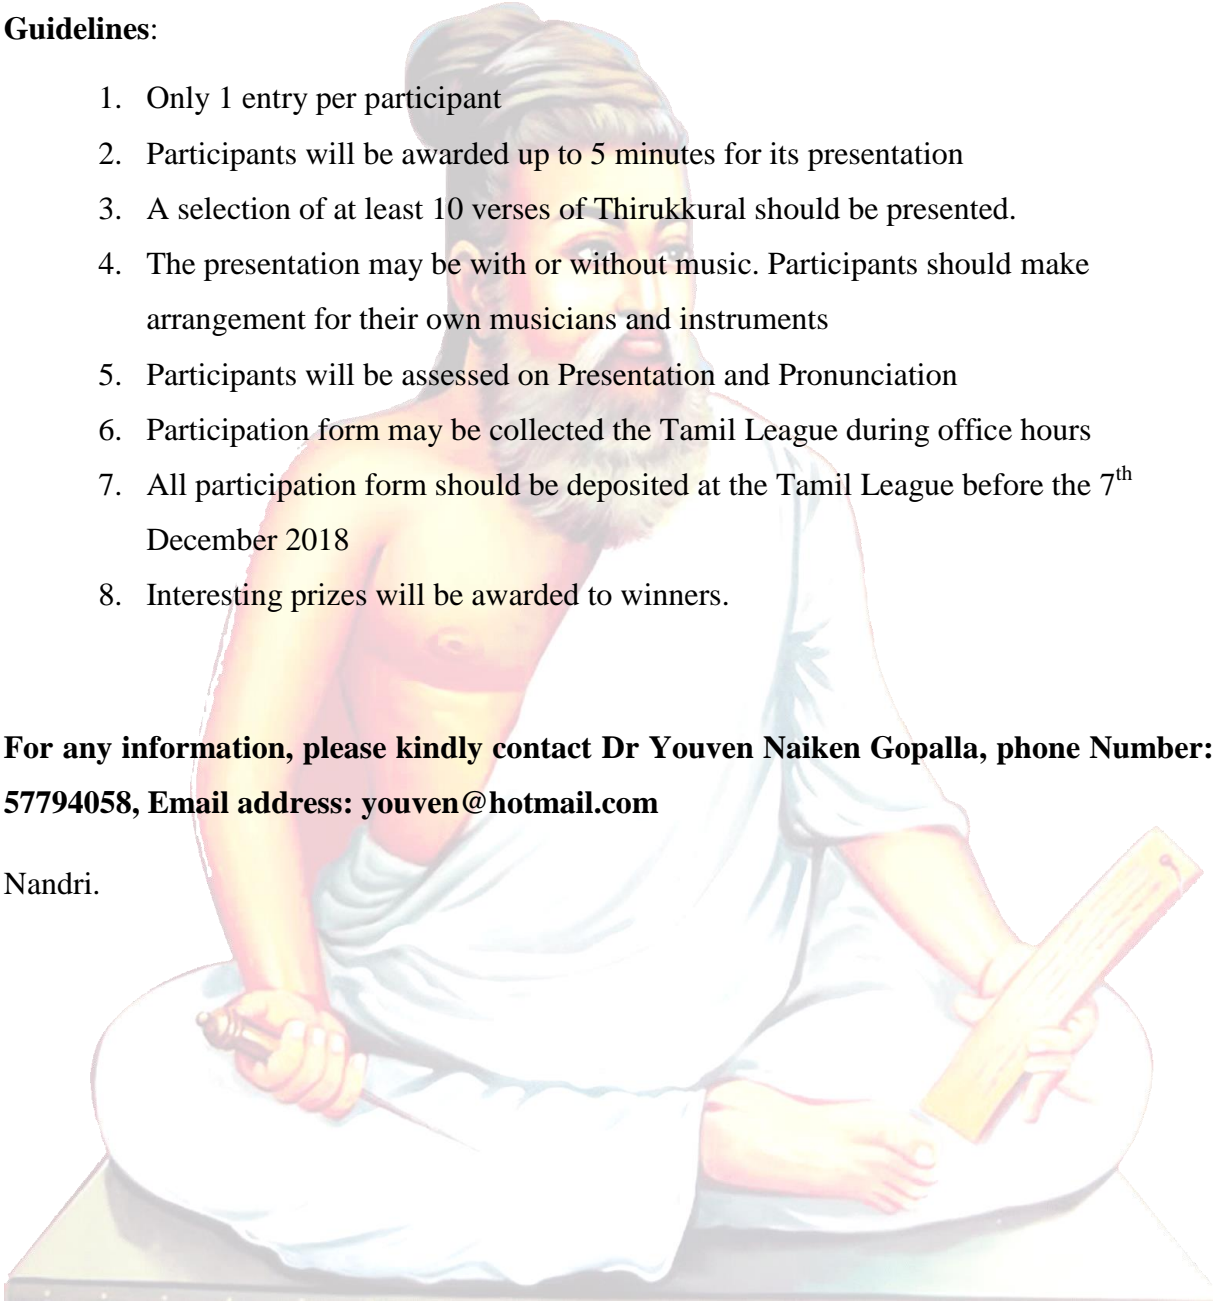 Guidelines:
1. Only 1 entry per participant
2. Participants will be awarded up to 5 minutes for its presentation
3. A selection of at least 10 verses of Thirukkural should be presented.
4. The presentation may be with or without music. Participants should make
arrangement for their own musicians and instruments
5. Participants will be assessed on Presentation and Pronunciation
6. Participation form may be collected the Tamil League during office hours
7. All participation form should be deposited at the Tamil League before the 7th
December 2018
8. Interesting prizes will be awarded to winners.
For any information, please kindly contact Dr Youven Naiken Gopalla, phone Number:
57794058, Email address: youven@hotmail.com
Nandri.